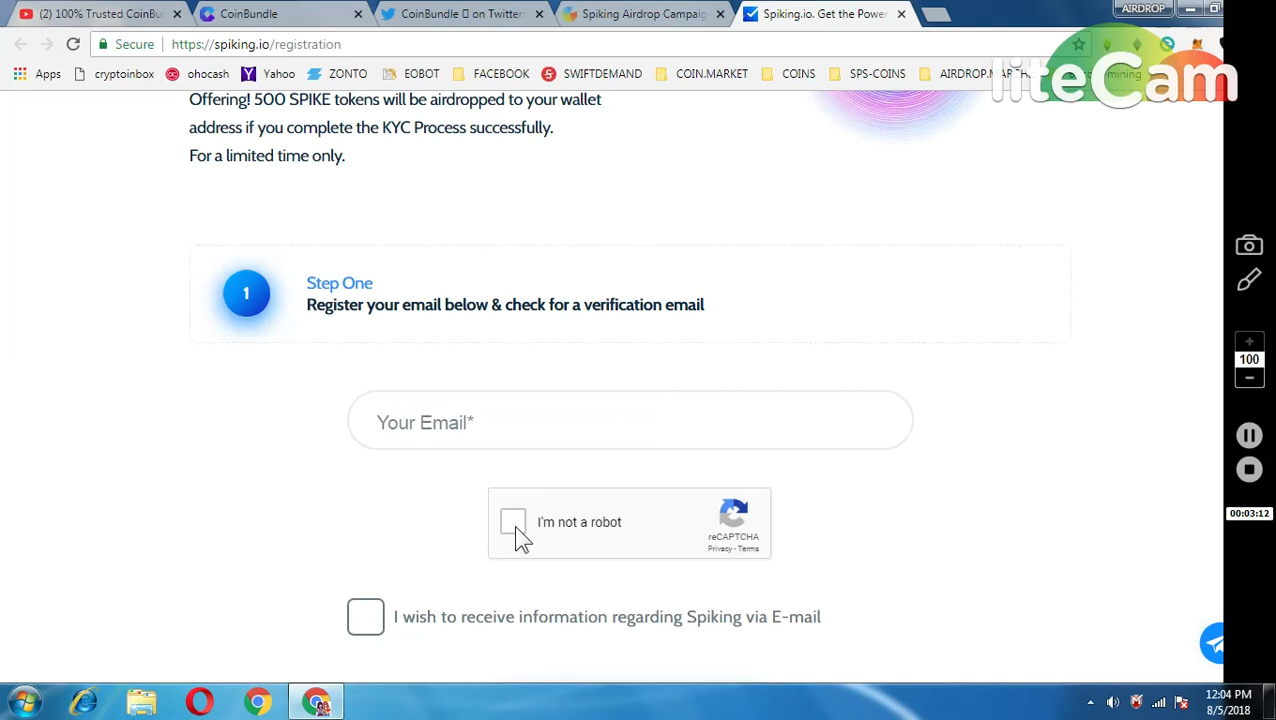 (2) 100% Trusted CoinBu
CoinBundle
CoinBundle on Twitter
Spiking Airdrop Campaig
Spiking.io. Get the Power
AIRDROP
Secure
https://spiking.io/registration
Apps
cryptoinbox
ohocash
Yahoo
ZONTO
EOBOT
FACEBOOK
SWIFTDEMAND
COIN.MARKET
COINS
SPS-COINS
mining
liteCam
Offering! 500 SPIKE tokens will be airdropped to your wallet
address if you complete the KYC Process successfully.
For a limited time only.
1
Step One
Register your email below & check for a verification email
Your Email*
I'm not a robot
reCAPTCHA
Privacy - Terms
I wish to receive information regarding Spiking via E-mail
100
00:03:12
12:04 PM
8/5/2018